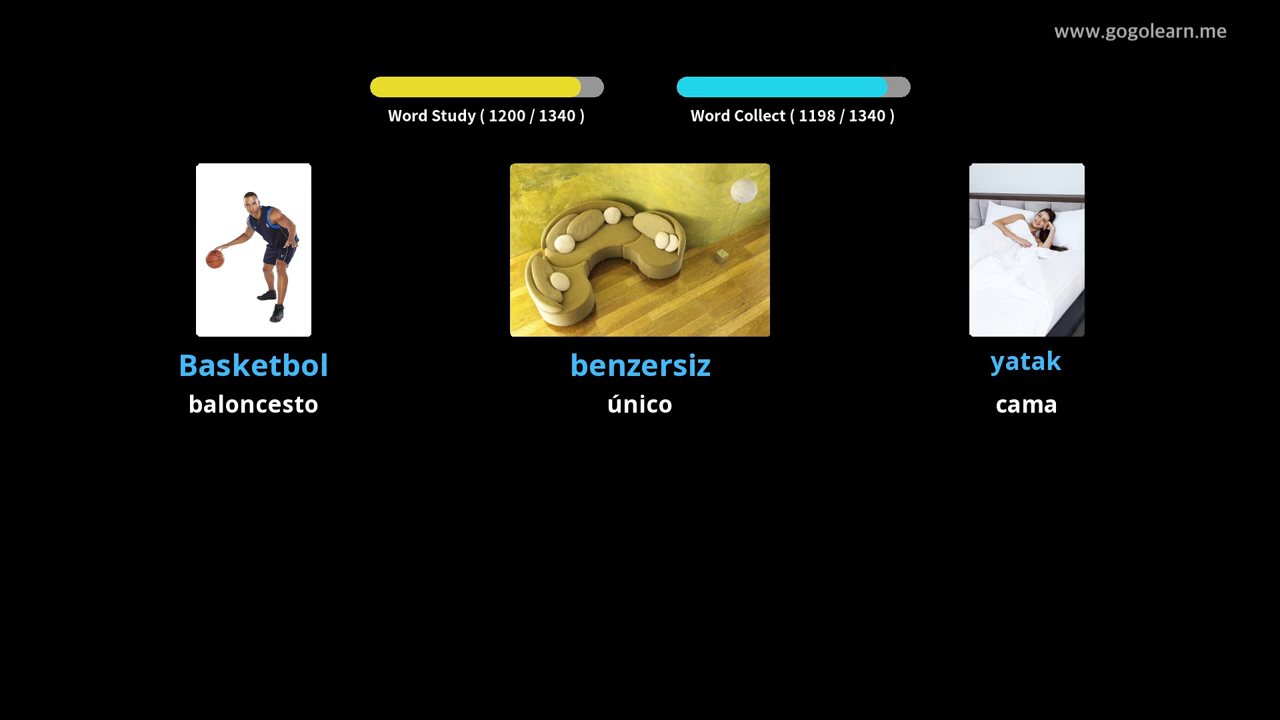 www.gogolearn.me
Word Study ( 1200 / 1340 )
Word Collect ( 1198 / 1340 )
Basketbol
baloncesto
benzersiz
único
yatak
cama